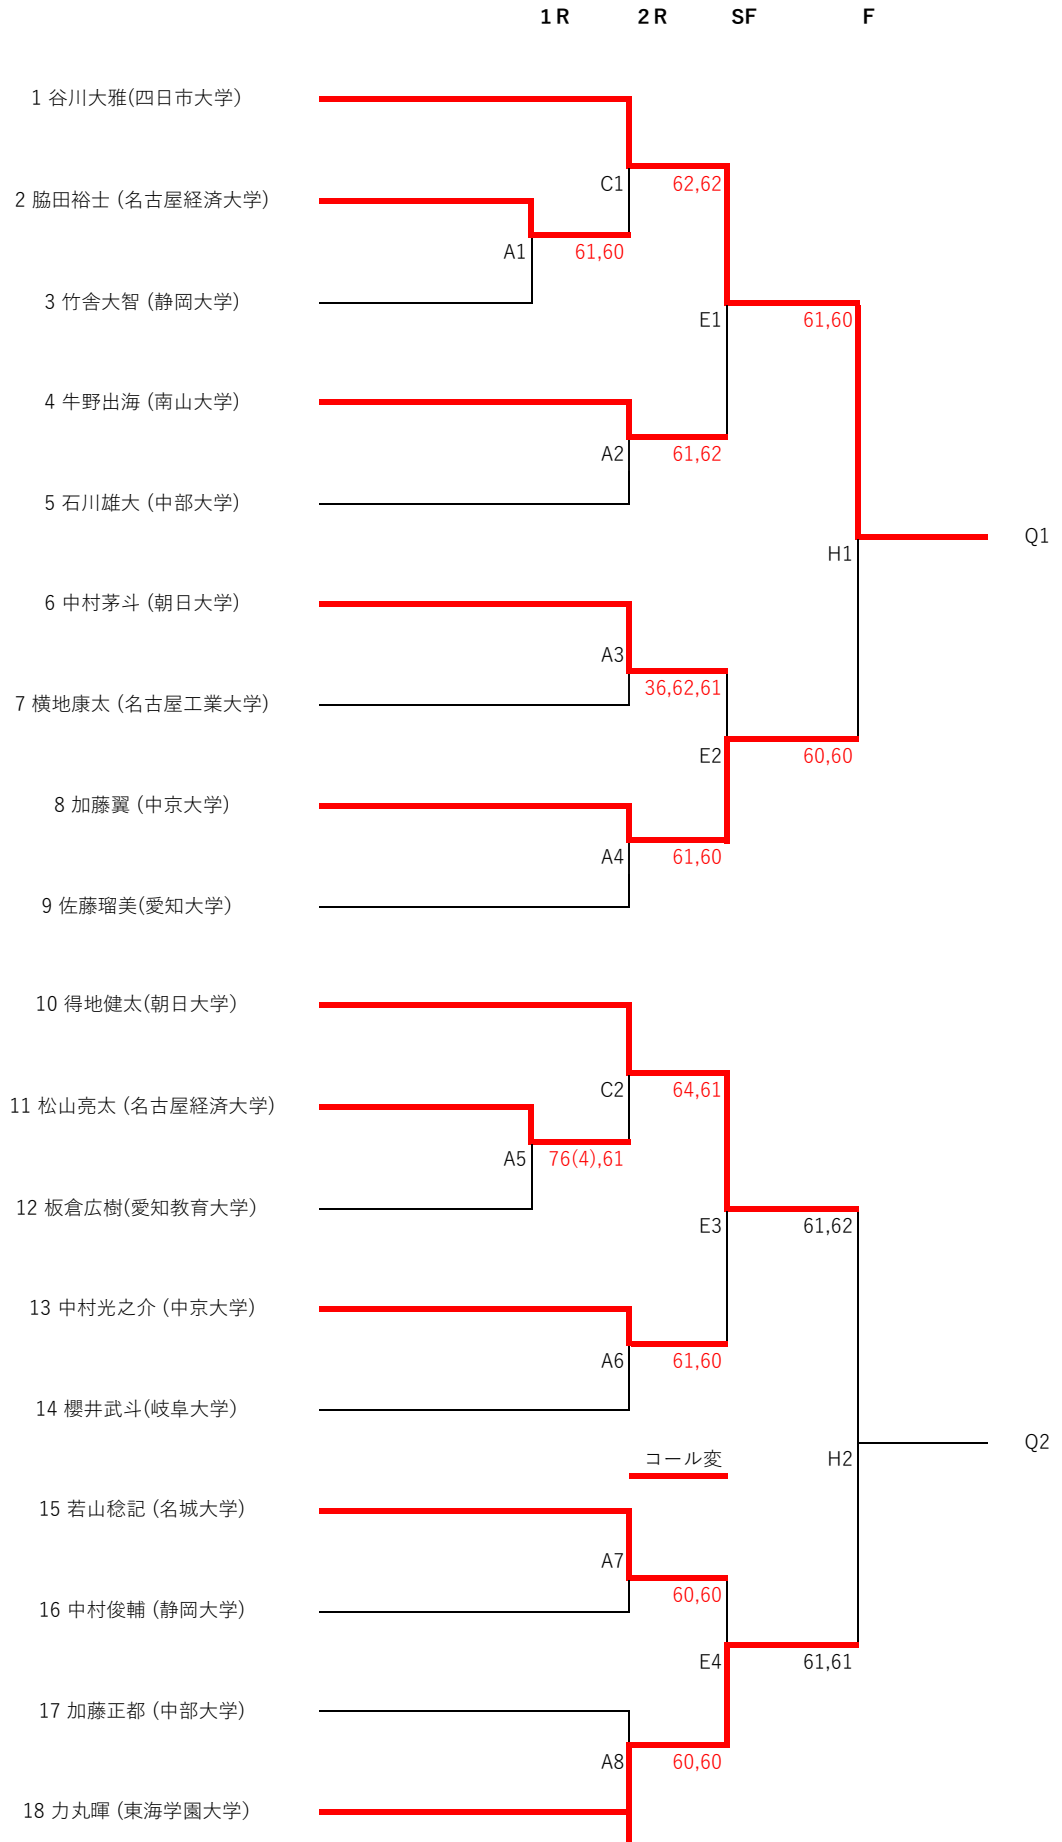 1 R 2 R SF F
1 谷川大雅(四日市大学)
C1 62,62
2 脇田裕士 (名古屋経済大学)
A1 61,60
3 竹舎大智 (静岡大学)
E1 61,60
4 牛野出海 (南山大学)
A2 61,62
5 石川雄大 (中部大学)
Q1
H1
6 中村茅斗 (朝日大学)
A3
36,62,61
7 横地康太 (名古屋工業大学)
E2 60,60
8 加藤翼 (中京大学)
A4 61,60
9 佐藤瑠美(愛知大学)
10 得地健太(朝日大学)
C2 64,61
11 松山亮太 (名古屋経済大学)
A5 76(4),61
12 板倉広樹(愛知教育大学)
E3 61,62
13 中村光之介 (中京大学)
A6 61,60
14 櫻井武斗(岐阜大学)
Q2
コール変 H2
15 若山稔記 (名城大学)
A7
60,60
16 中村俊輔 (静岡大学)
E4 61,61
17 加藤正都 (中部大学)
A8 60,60
18 力丸暉 (東海学園大学)